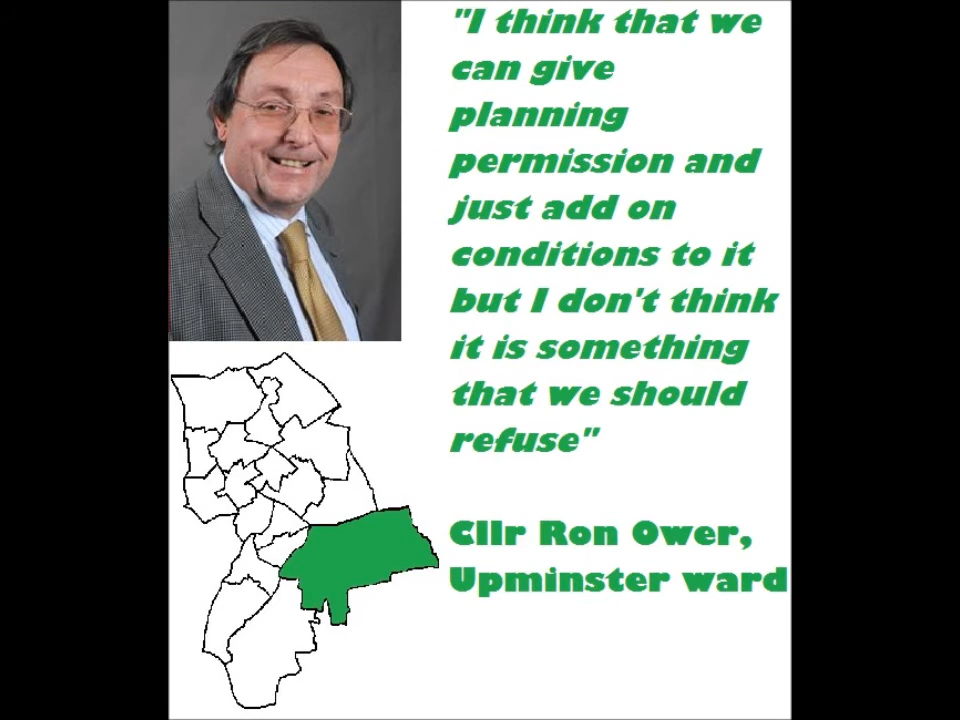 "I think that we
can give
planning
permission and
just add on
conditions to it
but I don't think
it is something
that we should
refuse"
Cllr Ron Ower,
Upminster ward